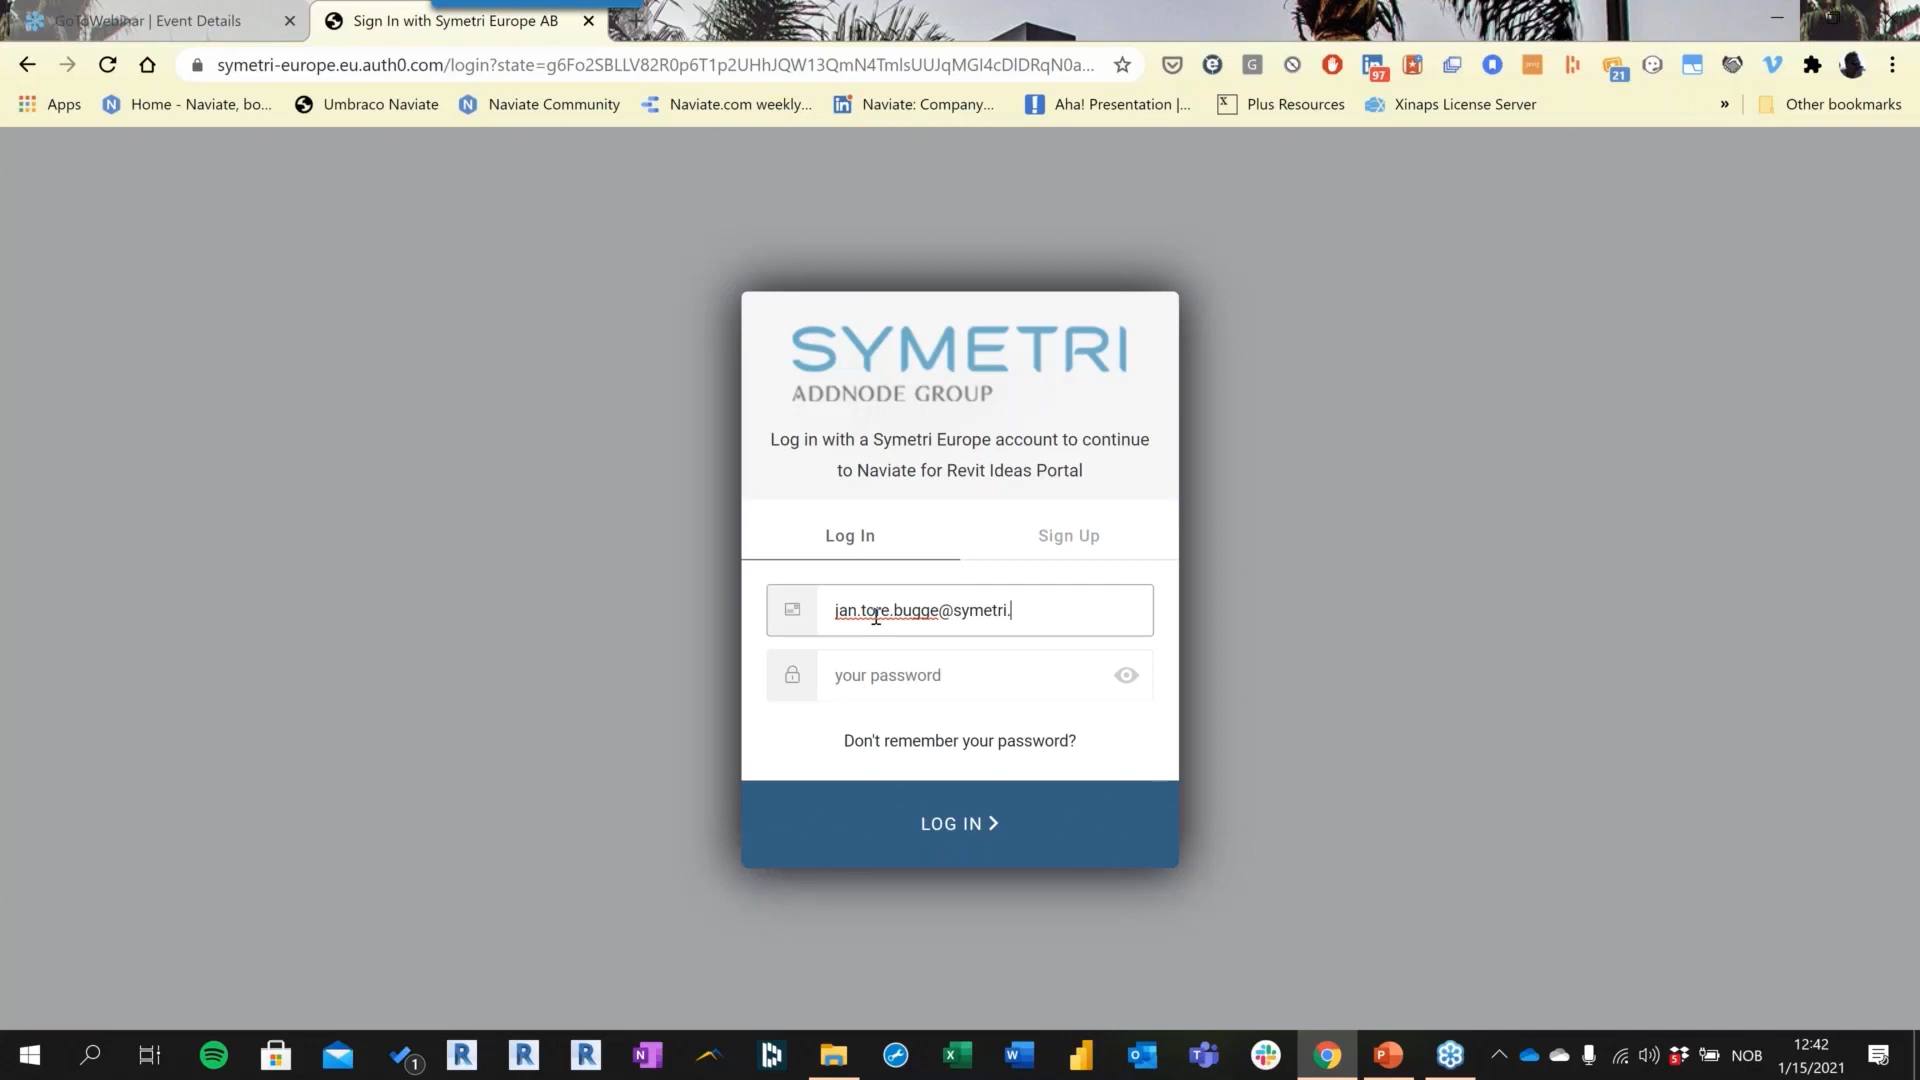 GoToWebinar | Event Details
Sign In with Symetri Europe AB
symetri-europe.eu.auth0.com/login?state=g6Fo2SBLLV82R0p6T1p2UHhJQW13QmN4TmlsUUJqMGI4cDlDRqN0a...
G
97
21
Apps
Home - Naviate, bo...
Umbraco Naviate
Naviate Community
Naviate.com weekly...
Naviate: Company...
Aha! Presentation |...
Plus Resources
Xinaps License Server
»
Other bookmarks
SYMETRI
ADDNODE GROUP
Log in with a Symetri Europe account to continue
to Naviate for Revit Ideas Portal
Log In
Sign Up
jan.tore.bugge@symetri.
your password
Don't remember your password?
LOG IN
1
NOB
12:42
1/15/2021